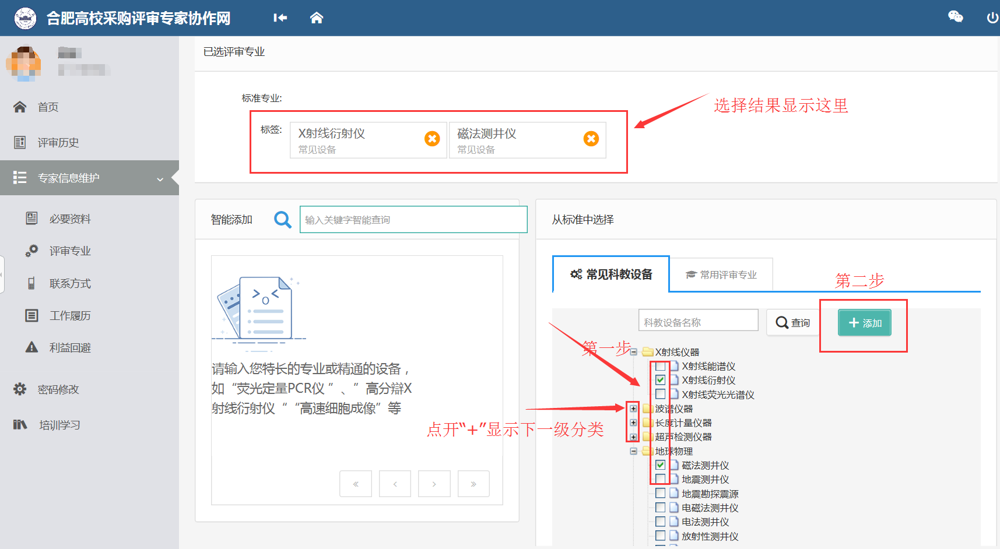 合肥高校采购评审专家协作网
首页
评审历史
专家信息维护
必要资料
评审专业
联系方式
工作履历
利益回避
密码修改
培训学习
已选评审专业
标准专业:
标签:
X射线衍射仪
常见设备
磁法测井仪
常见设备
选择结果显示这里
智能添加
输入关键字智能查询
请输入您特长的专业或精通的设备，
如“荧光定量PCR仪 ”、” 高分辩X
射线衍射仪 “ “高速细胞成像” 等
«
‹
›
»
从标准中选择
常见科教设备
常用评审专业
第二步
科教设备名称
查询
添加
第一步
X射线仪器
X射线能谱仪
X射线衍射仪
X射线荧光光谱仪
波谱仪器
长度计量仪器
超声检测仪器
点开“+”显示下一级分类
地球物理
磁法测井仪
地震测井仪
地震勘探震源
电磁法测井仪
电法测井仪
放射性测井仪